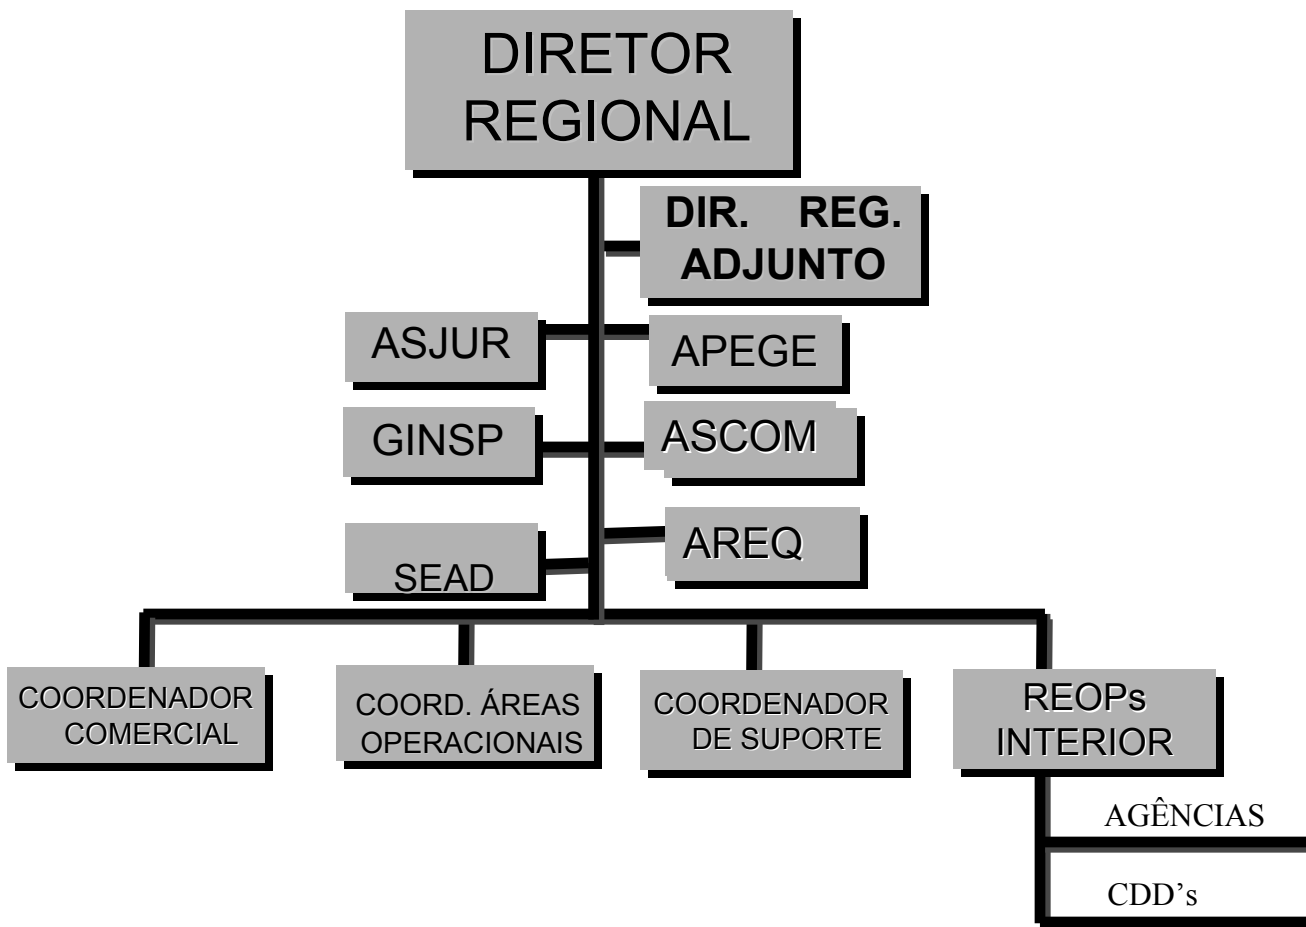 DIRETOR
REGIONAL
DIR. REG.
ADJUNTO
ASJUR
APEGE
GINSP
ASCOM
SEAD
AREQ
COORDENADOR
COMERCIAL
COORD. ÁREAS
OPERACIONAIS
COORDENADOR
DE SUPORTE
REOPs
INTERIOR
AGÊNCIAS
CDD’s